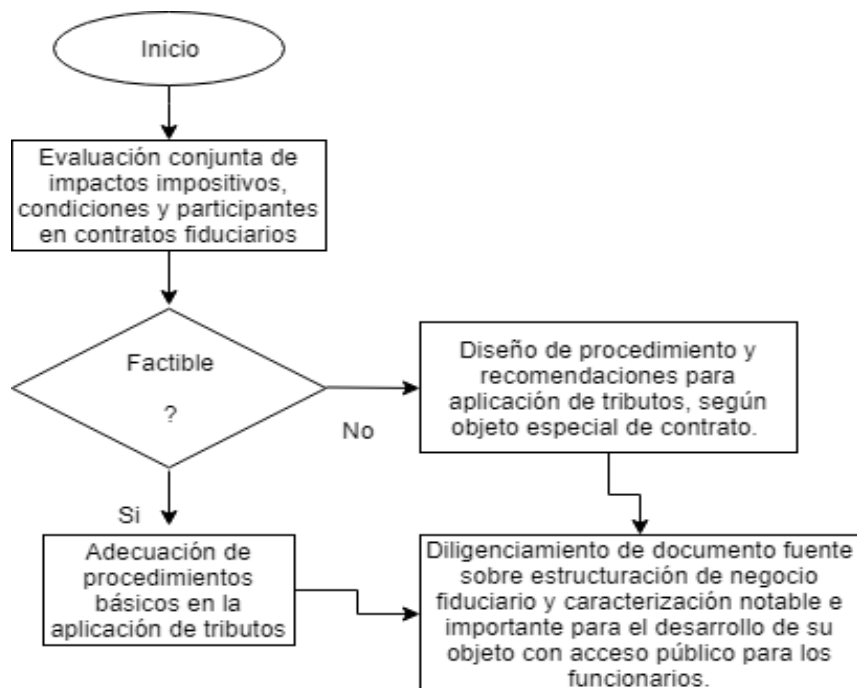 Inicio
Evaluación conjunta de
impactos impositivos,
condiciones y participantes
en contratos fiduciarios
Factible
?
No
Diseño de procedimiento y
recomendaciones para
aplicación de tributos, según
objeto especial de contrato.
Si
Adecuación de
procedimientos
básicos en la
aplicación de tributos
Diligenciamiento de documento fuente
sobre estructuración de negocio
fiduciario y caracterización notable e
importante para el desarrollo de su
objeto con acceso público para los
funcionarios.